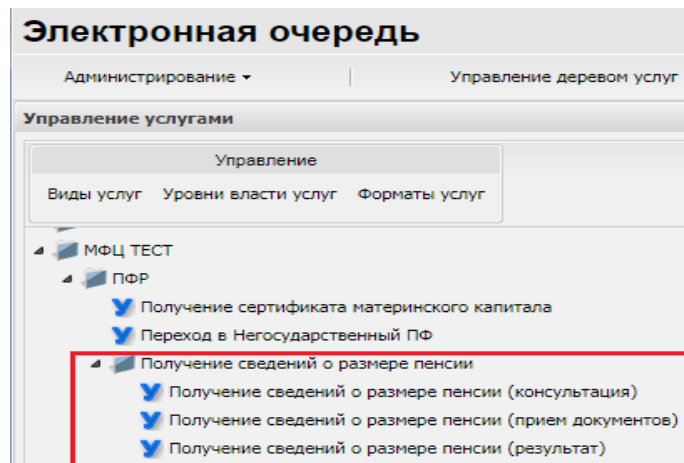 Электронная очередь
Администрирование Управление деревом услуг
Управление услугами
Управление
Виды услуг Уровни власти услуг Форматы услуг
МФЦ ТЕСТ
ПФР
Получение сертификата материнского капитала
Переход в Негосударственный ПФ
Получение сведений о размере пенсии
Получение сведений о размере пенсии (консультация)
Получение сведений о размере пенсии (прием документов)
Получение сведений о размере пенсии (результат)